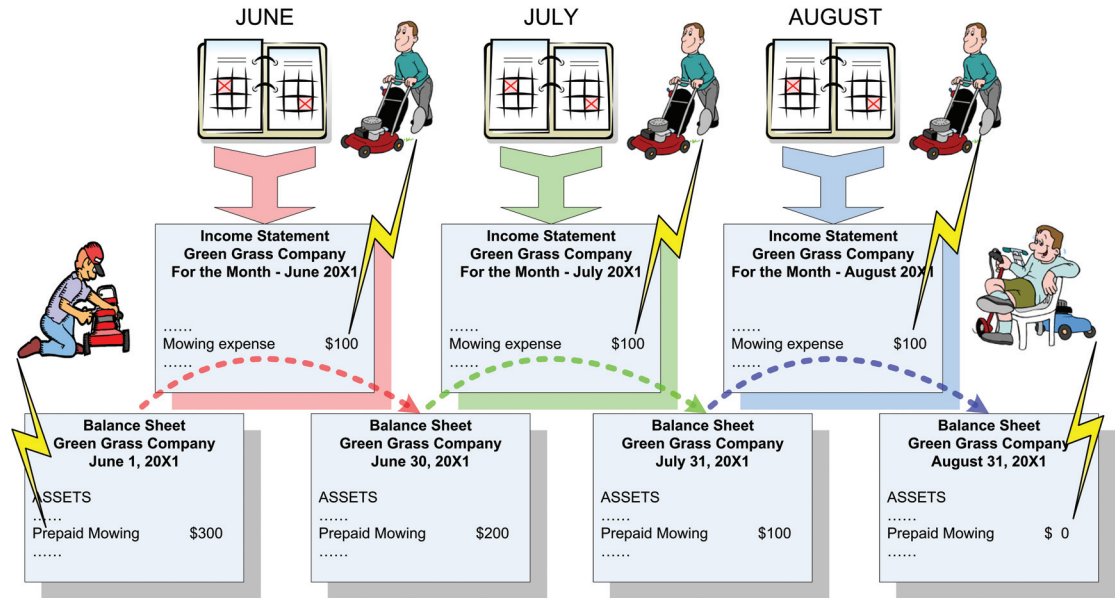 JUNE
JULY
AUGUST
Income Statement
Green Grass Company
For the Month - June 20X1
......
Mowing expense $100
......
Income Statement
Green Grass Company
For the Month - July 20X1
......
Mowing expense $100
......
Income Statement
Green Grass Company
For the Month - August 20X1
......
Mowing expense $100
......
Balance Sheet
Green Grass Company
June 1, 20X1
ASSETS
......
Prepaid Mowing $300
......
Balance Sheet
Green Grass Company
June 30, 20X1
ASSETS
......
Prepaid Mowing $200
......
Balance Sheet
Green Grass Company
July 31, 20X1
ASSETS
......
Prepaid Mowing $100
......
Balance Sheet
Green Grass Company
August 31, 20X1
ASSETS
......
Prepaid Mowing $ 0
......